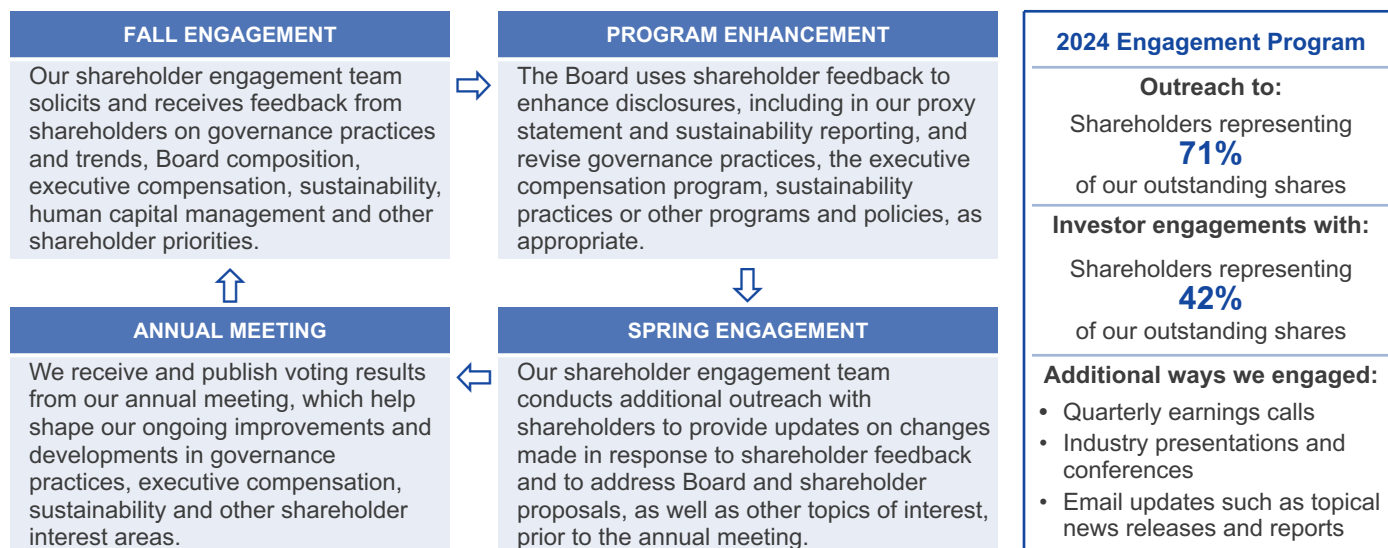 FALL ENGAGEMENT
Our shareholder engagement team
solicits and receives feedback from
shareholders on governance practices
and trends, Board composition,
executive compensation, sustainability,
human capital management and other
shareholder priorities.
PROGRAM ENHANCEMENT
The Board uses shareholder feedback to
enhance disclosures, including in our proxy
statement and sustainability reporting, and
revise governance practices, the executive
compensation program, sustainability
practices or other programs and policies, as
appropriate.
ANNUAL MEETING
We receive and publish voting results
from our annual meeting, which help
shape our ongoing improvements and
developments in governance
practices, executive compensation,
sustainability and other shareholder
interest areas.
SPRING ENGAGEMENT
Our shareholder engagement team
conducts additional outreach with
shareholders to provide updates on changes
made in response to shareholder feedback
and to address Board and shareholder
proposals, as well as other topics of interest,
prior to the annual meeting.
2024 Engagement Program
Outreach to:
Shareholders representing
71%
of our outstanding shares
Investor engagements with:
Shareholders representing
42%
of our outstanding shares
Additional ways we engaged:
• Quarterly earnings calls
• Industry presentations and
conferences
• Email updates such as topical
news releases and reports